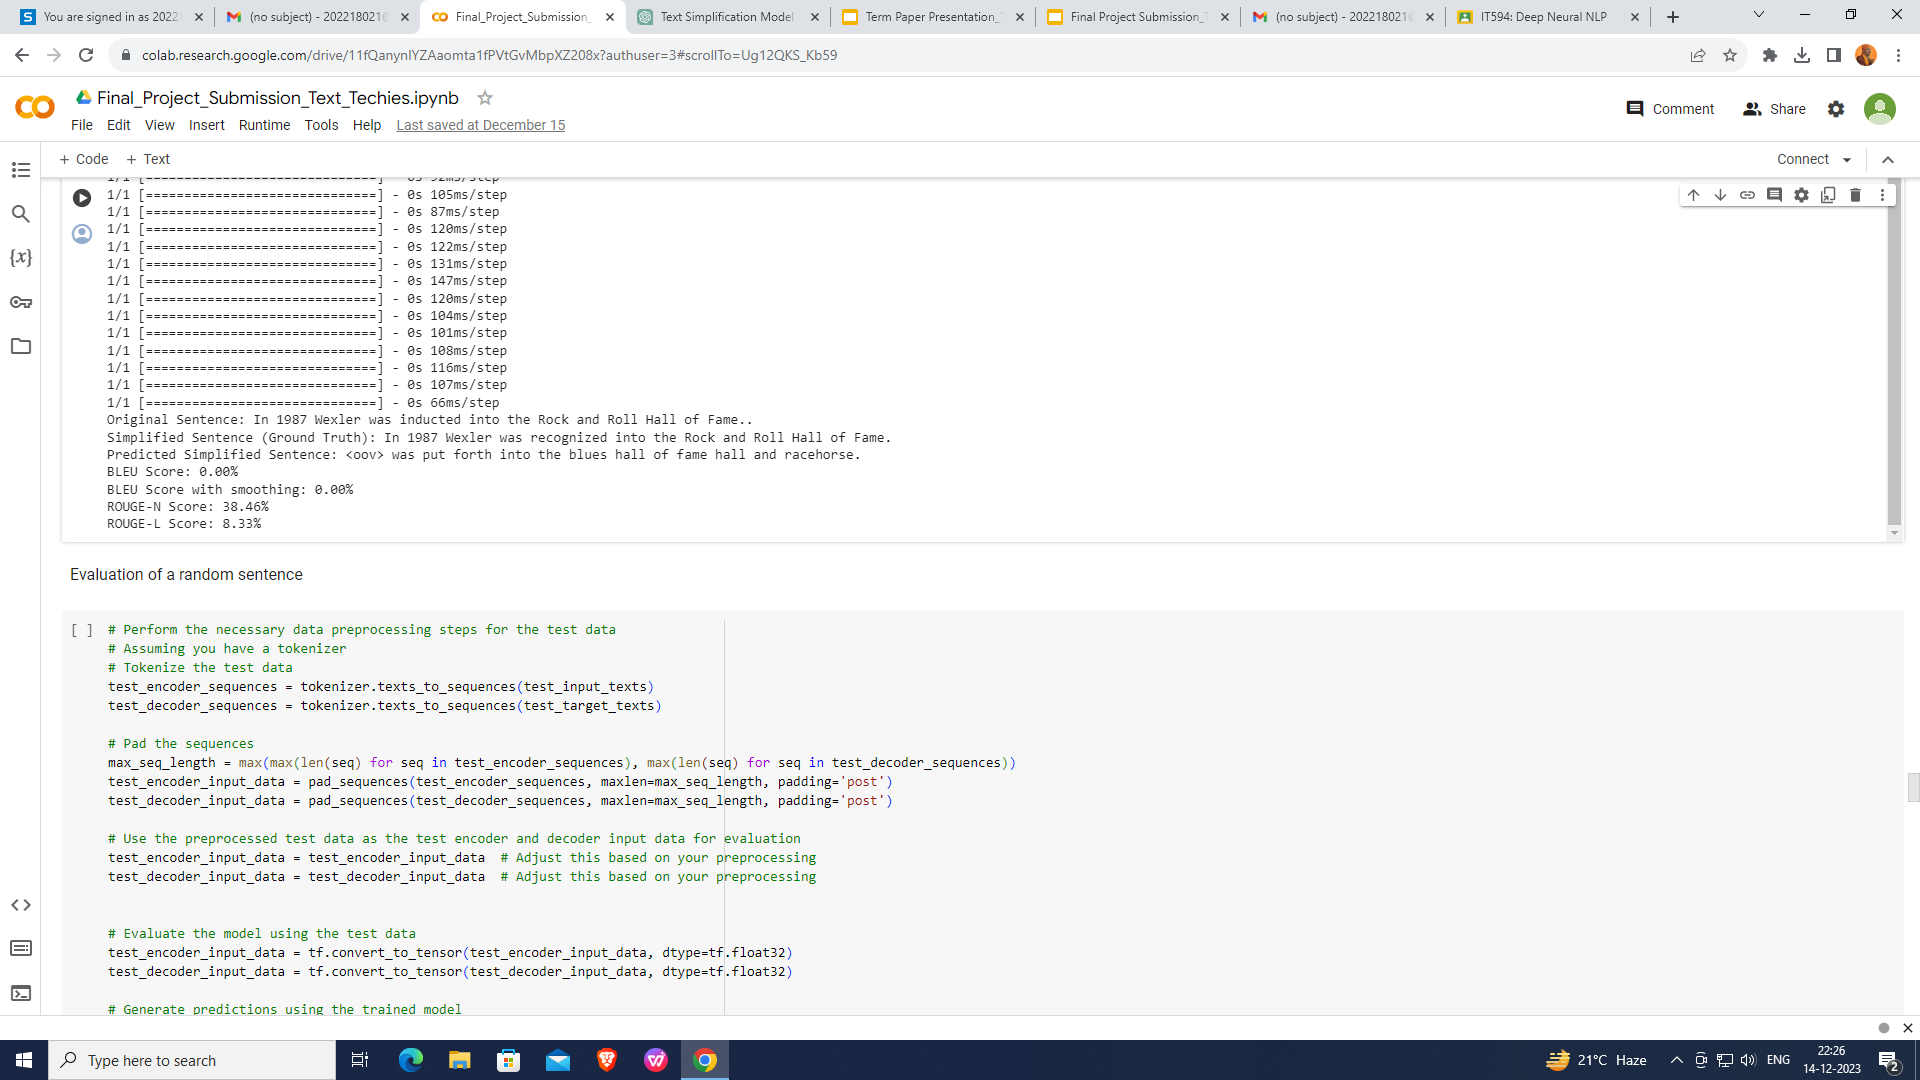 You are signed in as 2022
(no subject) - 202218021@
Final_Project_Submission_
Text Simplification Model
Term Paper Presentation_
Final Project Submission_T
(no subject) - 202218021@
IT594: Deep Neural NLP
colab.research.google.com/drive/11fQanynIYZAaomta1fPVtGvMbpXZ208x?authuser=3#scrollTo=Ug12QKS_Kb59
Final_Project_Submission_Text_Techies.ipynb
Comment Share
File Edit View Insert Runtime Tools Help Last saved at December 15
+ Code + Text Connect
1/1 [==============================] - 0s 92ms/step
1/1 [==============================] - 0s 105ms/step
1/1 [==============================] - 0s 87ms/step
1/1 [==============================] - 0s 120ms/step
1/1 [==============================] - 0s 122ms/step
1/1 [==============================] - 0s 131ms/step
1/1 [==============================] - 0s 147ms/step
1/1 [==============================] - 0s 120ms/step
1/1 [==============================] - 0s 104ms/step
1/1 [==============================] - 0s 101ms/step
1/1 [==============================] - 0s 108ms/step
1/1 [==============================] - 0s 116ms/step
1/1 [==============================] - 0s 107ms/step
1/1 [==============================] - 0s 66ms/step
Original Sentence: In 1987 Wexler was inducted into the Rock and Roll Hall of Fame..
Simplified Sentence (Ground Truth): In 1987 Wexler was recognized into the Rock and Roll Hall of Fame.
Predicted Simplified Sentence: <oov> was put forth into the blues hall of fame hall and racehorse.
BLEU Score: 0.00%
BLEU Score with smoothing: 0.00%
ROUGE-N Score: 38.46%
ROUGE-L Score: 8.33%
Evaluation of a random sentence
[ ] # Perform the necessary data preprocessing steps for the test data
# Assuming you have a tokenizer
# Tokenize the test data
test_encoder_sequences = tokenizer.texts_to_sequences(test_input_texts)
test_decoder_sequences = tokenizer.texts_to_sequences(test_target_texts)
# Pad the sequences
max_seq_length = max(max(len(seq) for seq in test_encoder_sequences), max(len(seq) for seq in test_decoder_sequences))
test_encoder_input_data = pad_sequences(test_encoder_sequences, maxlen=max_seq_length, padding='post')
test_decoder_input_data = pad_sequences(test_decoder_sequences, maxlen=max_seq_length, padding='post')
# Use the preprocessed test data as the test encoder and decoder input data for evaluation
test_encoder_input_data = test_encoder_input_data # Adjust this based on your preprocessing
test_decoder_input_data = test_decoder_input_data # Adjust this based on your preprocessing
# Evaluate the model using the test data
test_encoder_input_data = tf.convert_to_tensor(test_encoder_input_data, dtype=tf.float32)
test_decoder_input_data = tf.convert_to_tensor(test_decoder_input_data, dtype=tf.float32)
# Generate predictions using the trained model
Type here to search
21°C Haze
ENG
22:26
14-12-2023
2